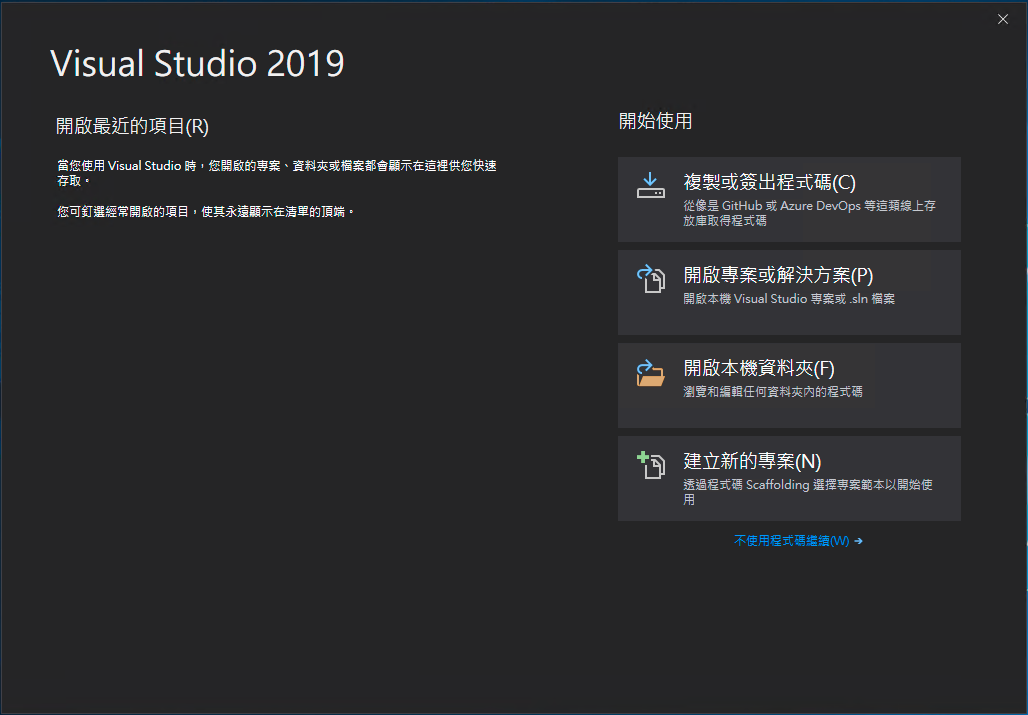 Visual Studio 2019
開啟最近的項目(R)
當您使用 Visual Studio 時，您開啟的專案、資料夾或檔案都會顯示在這裡供您快速
存取。
您可釘選經常開啟的項目，使其永遠顯示在清單的頂端。
開始使用
複製或簽出程式碼(C)
從像是 GitHub 或 Azure DevOps 等這類線上存
放庫取得程式碼
開啟專案或解決方案(P)
開啟本機 Visual Studio 專案或 .sln 檔案
開啟本機資料夾(F)
瀏覽和編輯任何資料夾內的程式碼
建立新的專案(N)
透過程式碼 Scaffolding 選擇專案範本以開始使
用
不使用程式碼繼續(W) →